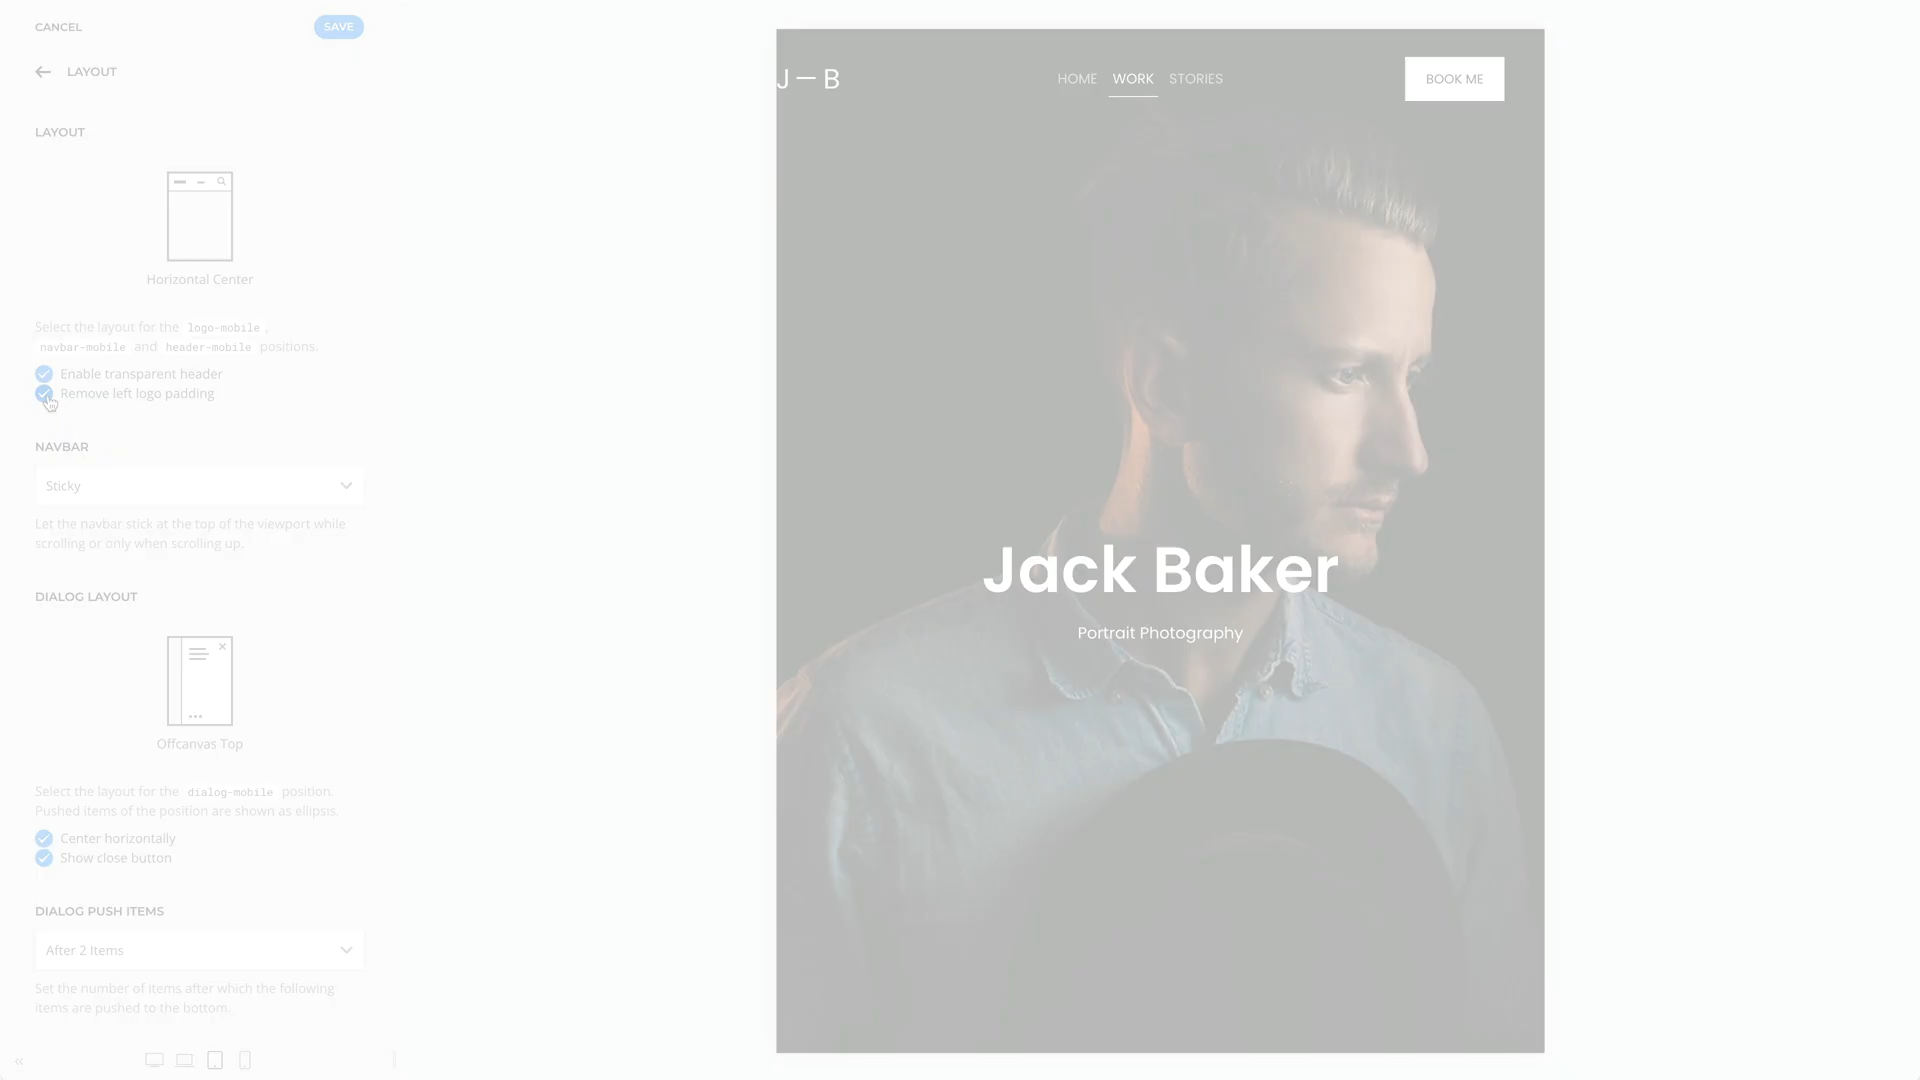 CANCEL
SAVE
LAYOUT
LAYOUT
Horizontal Center
Select the layout for the logo-mobile ,
navbar-mobile and header-mobile positions.
Enable transparent header
Remove left logo padding
NAVBAR
Sticky
Let the navbar stick at the top of the viewport while
scrolling or only when scrolling up.
DIALOG LAYOUT
Offcanvas Top
Select the layout for the dialog-mobile position.
Pushed items of the position are shown as ellipsis.
Center horizontally
Show close button
DIALOG PUSH ITEMS
After 2 Items
Set the number of items after which the following
items are pushed to the bottom.
J — B
HOME WORK STORIES
BOOK ME
Jack Baker
Portrait Photography